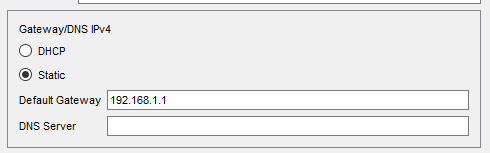 Gateway/DNS IPv4
DHCP
Static
Default Gateway 192.168.1.1
DNS Server